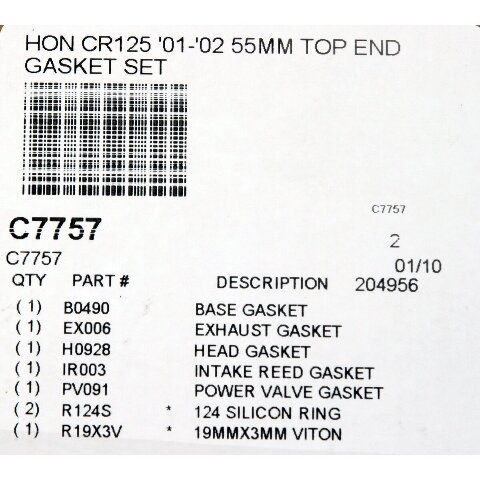 HON CR125 '01-'02 55MM TOP END
GASKET SET
C7757
C7757
2
C7757
01/10
QTY PART # DESCRIPTION 204956
(1) B0490 BASE GASKET
(1) EX006 EXHAUST GASKET
(1) H0928 HEAD GASKET
(1) IR003 INTAKE REED GASKET
(1) PV091 POWER VALVE GASKET
(2) R124S * 124 SILICON RING
(1) R19X3V * 19MMX3MM VITON